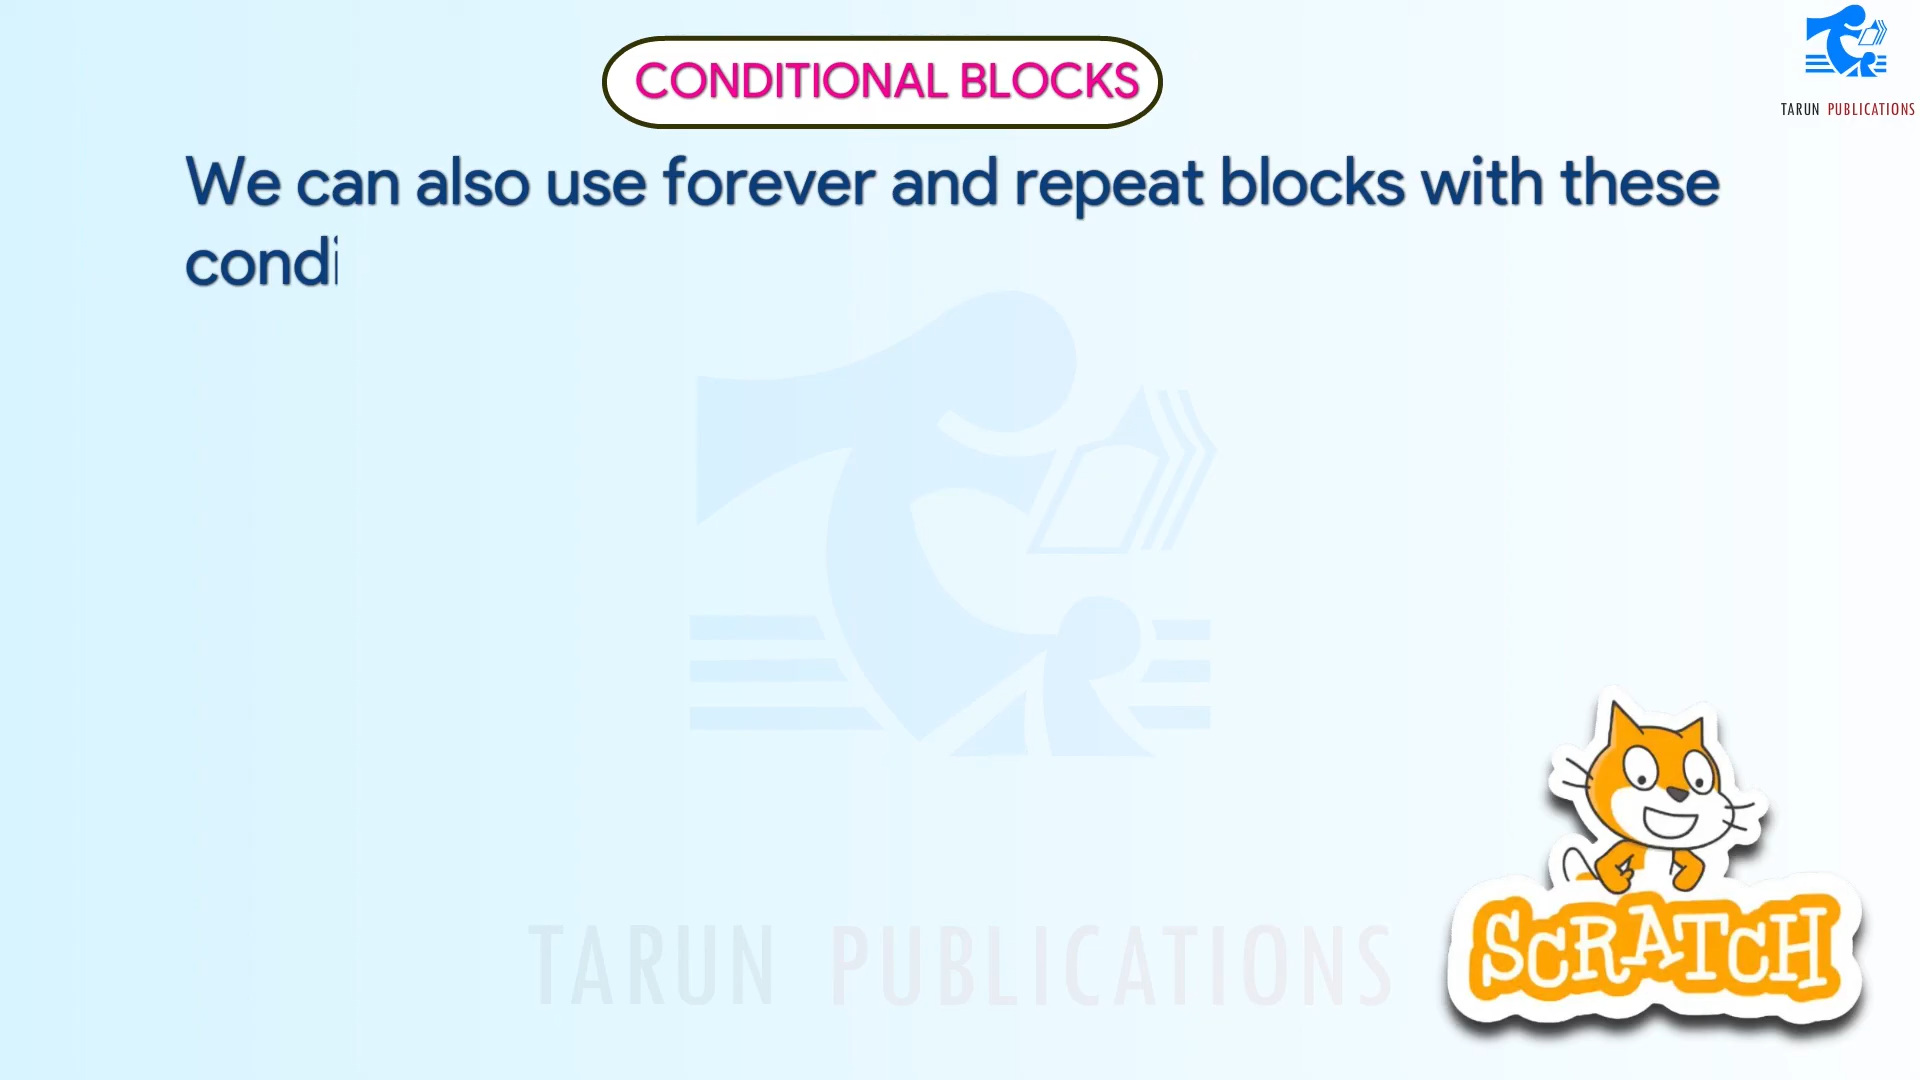 CONDITIONAL BLOCKS
TARUN PUBLICATIONS
We can also use forever and repeat blocks with these
condi
TARUN PUBLICATIONS
SCRATCH